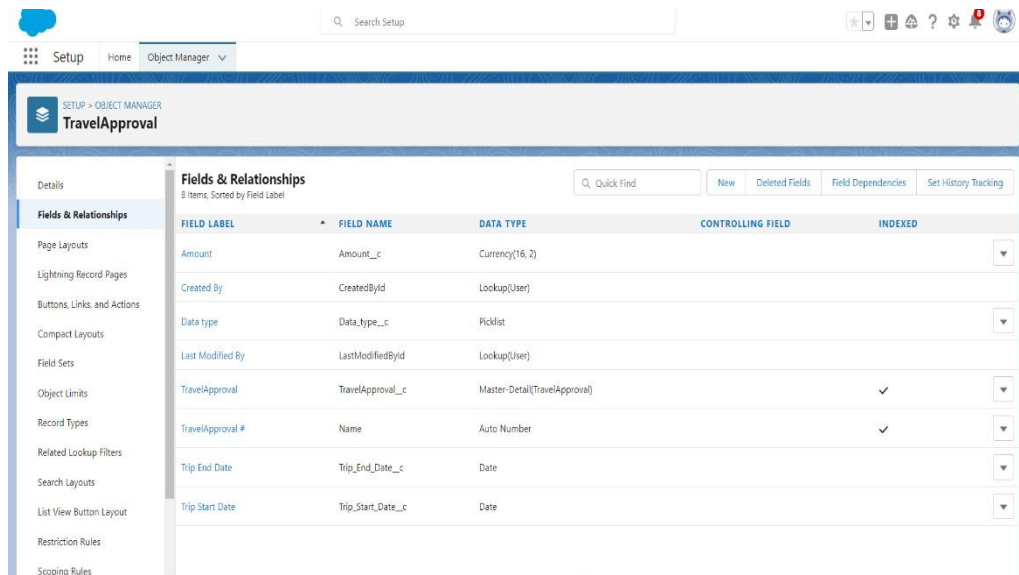 Search Setup
8
Setup Home Object Manager
SETUP > OBJECT MANAGER
TravelApproval
Details
Fields & Relationships
Page Layouts
Lightning Record Pages
Buttons, Links, and Actions
Compact Layouts
Field Sets
Object Limits
Record Types
Related Lookup Filters
Search Layouts
List View Button Layout
Restriction Rules
Scoping Rules
Fields & Relationships
8 Items, Sorted by Field Label
Quick Find New Deleted Fields Field Dependencies Set History Tracking
FIELD LABEL FIELD NAME DATA TYPE CONTROLLING FIELD INDEXED
Amount Amount__c Currency(16, 2)
Created By CreatedById Lookup(User)
Data type Data_type__c Picklist
Last Modified By LastModifiedById Lookup(User)
TravelApproval TravelApproval__c Master-Detail(TravelApproval)
TravelApproval # Name Auto Number
Trip End Date Trip_End_Date__c Date
Trip Start Date Trip_Start_Date__c Date